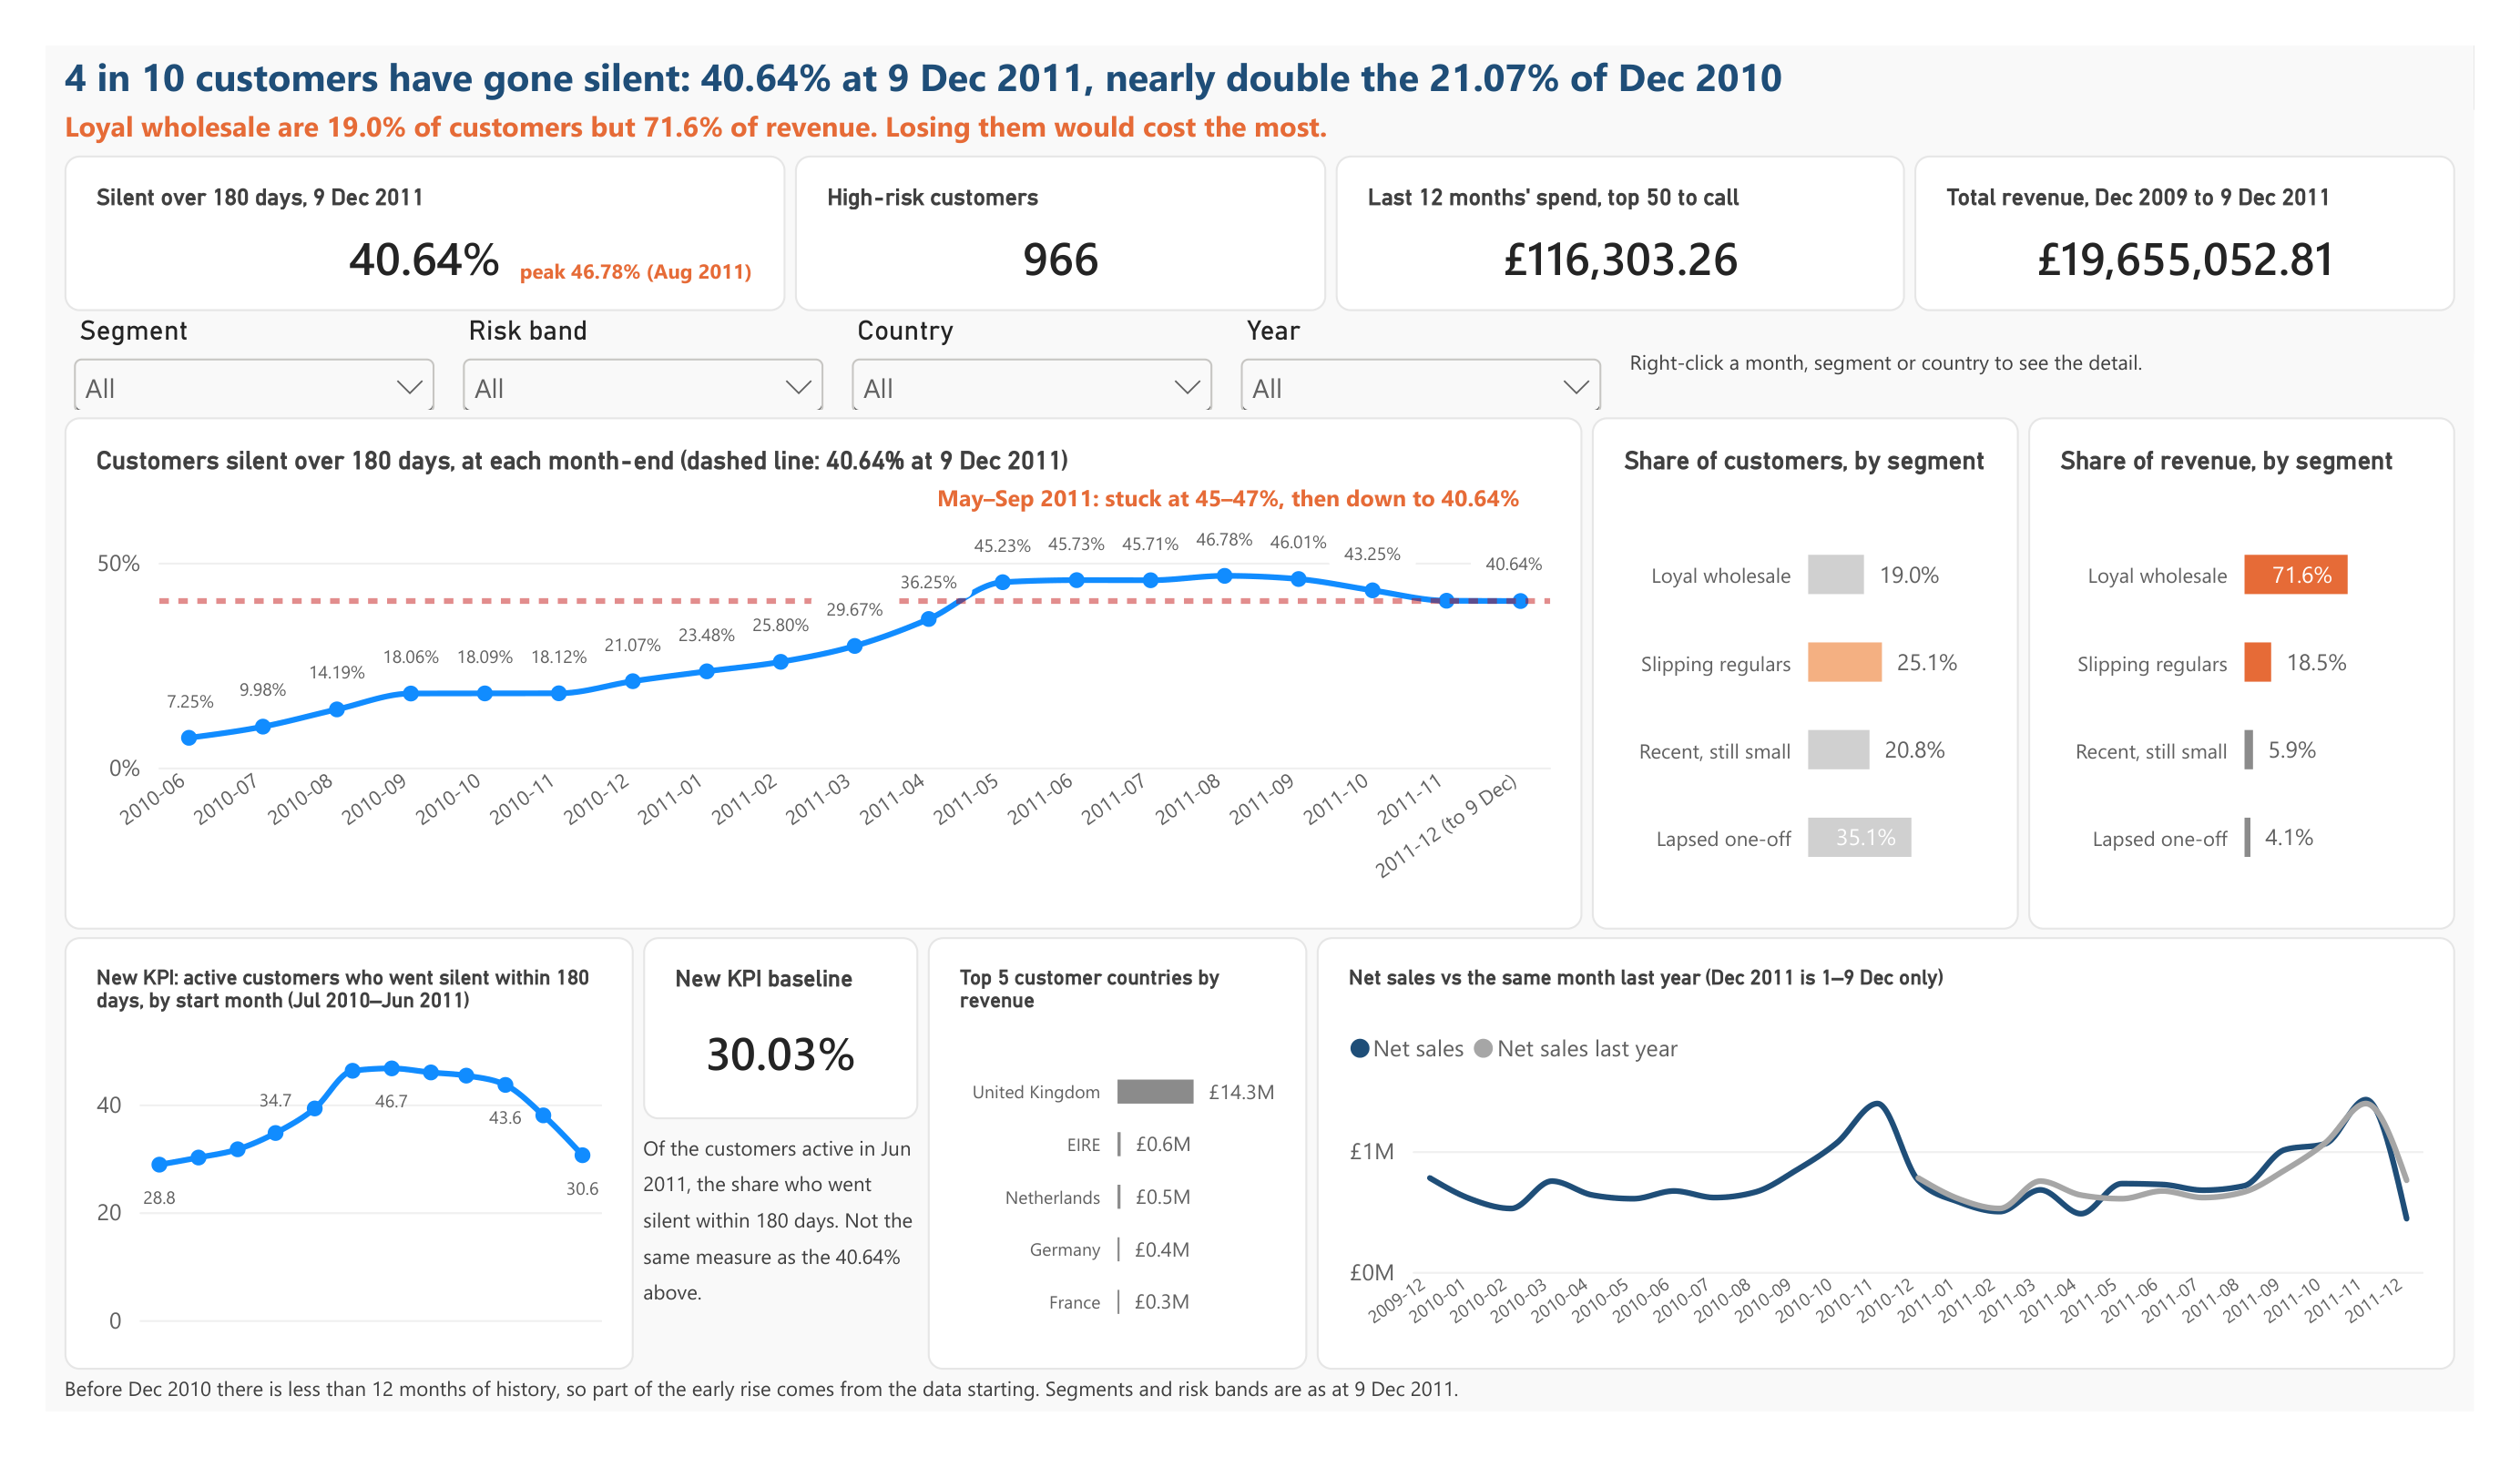 4 in 10 customers have gone silent: 40.64% at 9 Dec 2011, nearly double the 21.07% of Dec 2010
Loyal wholesale are 19.0% of customers but 71.6% of revenue. Losing them would cost the most.
Silent over 180 days, 9 Dec 2011
40.64%
peak 46.78% (Aug 2011)
High-risk customers
966
Last 12 months' spend, top 50 to call
£116,303.26
Total revenue, Dec 2009 to 9 Dec 2011
£19,655,052.81
Segment
All
Risk band
All
Country
All
Year
All
Right-click a month, segment or country to see the detail.
Customers silent over 180 days, at each month-end (dashed line: 40.64% at 9 Dec 2011)
May–Sep 2011: stuck at 45–47%, then down to 40.64%
50%
0%
7.25%
9.98%
14.19%
18.06%
18.09%
18.12%
21.07%
23.48%
25.80%
29.67%
36.25%
45.23%
45.73%
45.71%
46.78%
46.01%
43.25%
40.64%
2010-06
2010-07
2010-08
2010-09
2010-10
2010-11
2010-12
2011-01
2011-02
2011-03
2011-04
2011-05
2011-06
2011-07
2011-08
2011-09
2011-10
2011-11
2011-12 (to 9 Dec)
Share of customers, by segment
Loyal wholesale 19.0%
Slipping regulars 25.1%
Recent, still small 20.8%
Lapsed one-off 35.1%
Share of revenue, by segment
Loyal wholesale 71.6%
Slipping regulars 18.5%
Recent, still small 5.9%
Lapsed one-off 4.1%
New KPI: active customers who went silent within 180
days, by start month (Jul 2010–Jun 2011)
40
20
0
28.8
34.7
46.7
43.6
30.6
New KPI baseline
30.03%
Of the customers active in Jun
2011, the share who went
silent within 180 days. Not the
same measure as the 40.64%
above.
Top 5 customer countries by
revenue
United Kingdom £14.3M
EIRE £0.6M
Netherlands £0.5M
Germany £0.4M
France £0.3M
Net sales vs the same month last year (Dec 2011 is 1–9 Dec only)
Net sales Net sales last year
£1M
£0M
2009-12
2010-01
2010-02
2010-03
2010-04
2010-05
2010-06
2010-07
2010-08
2010-09
2010-10
2010-11
2010-12
2011-01
2011-02
2011-03
2011-04
2011-05
2011-06
2011-07
2011-08
2011-09
2011-10
2011-11
2011-12
Before Dec 2010 there is less than 12 months of history, so part of the early rise comes from the data starting. Segments and risk bands are as at 9 Dec 2011.